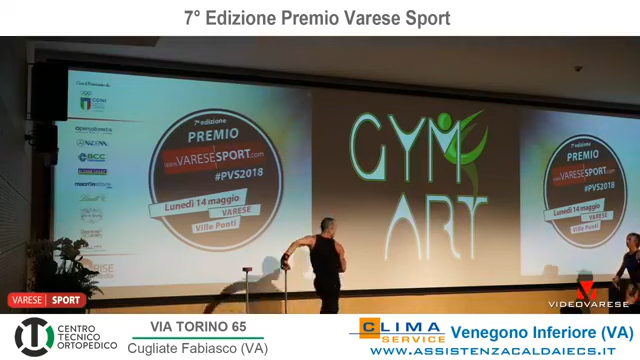 7° Edizione Premio Varese Sport
CONI
7ª edizione
PREMIO
www.VARESESPORT.com
#PVS2018
Lunedì 14 maggio
VARESE
Ville Ponti
BCC
GYM
ART
7ª edizione
PREMIO
www.VARESESPORT.com
#PVS2018
Lunedì 14 maggio
VARESE
Ville Ponti
VARESE SPORT
VIDEOVARESE
CENTRO
TECNICO
ORTOPEDICO
VIA TORINO 65
Cugliate Fabiasco (VA)
CLIMA
SERVICE
Venegono Inferiore (VA)
www.ASSISTENZACALDAIECS.it